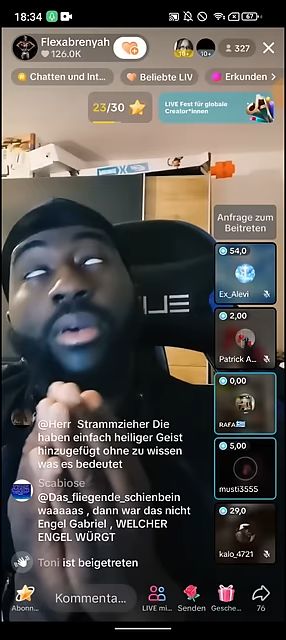 18:34
67
Flexabrenyah
126.0K
18+
10+
327
Chatten und Int...
Beliebte LIV
Erkunden
23/30
LIVE Fest für globale
Creator*innen
Anfrage zum
Beitreten
54,0
Ex_Alevi
2,00
Patrick A...
0,00
RAFA
5,00
musti3555
29,0
kalo_4721
@Herr Strammzieher Die
haben einfach heiliger Geist
hinzugefügt ohne zu wissen
was es bedeutet
Scabiose
@Das_fliegende_schienbein
waaaaas , dann war das nicht
Engel Gabriel , WELCHER
ENGEL WÜRGT
Toni ist beigetreten
Abonn...
Kommenta...
LIVE mi...
Senden
Gesche...
76